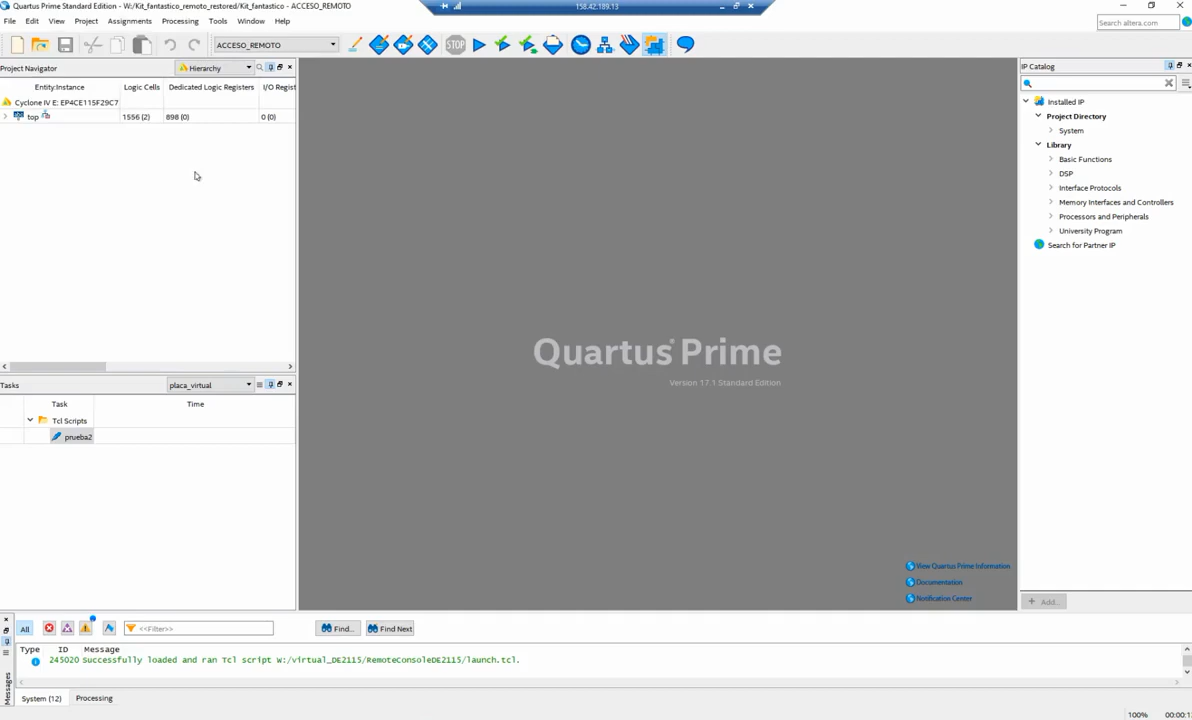 Quartus Prime Standard Edition - W:/Kit_fantastico_remoto_restored/Kit_fantastico - ACCESO_REMOTO
158.42.189.13
File Edit View Project Assignments Processing Tools Window Help
Search altera.com
ACCESO_REMOTO
STOP
Project Navigator
Hierarchy
Entity:Instance Logic Cells Dedicated Logic Registers I/O Regist
Cyclone IV E: EP4CE115F29C7
top 1556 (2) 898 (0) 0 (0)
IP Catalog
Installed IP
Project Directory
System
Library
Basic Functions
DSP
Interface Protocols
Memory Interfaces and Controllers
Processors and Peripherals
University Program
Search for Partner IP
Quartus Prime
Version 17.1 Standard Edition
Tasks
placa_virtual
Task Time
Tcl Scripts
prueba2
View Quartus Prime Information
Documentation
Notification Center
+ Add...
Messages
All
<<Filter>>
Find...
Find Next
Type ID Message
245020 Successfully loaded and ran Tcl script W:/virtual_DE2115/RemoteConsoleDE2115/launch.tcl.
System (12) Processing
100%